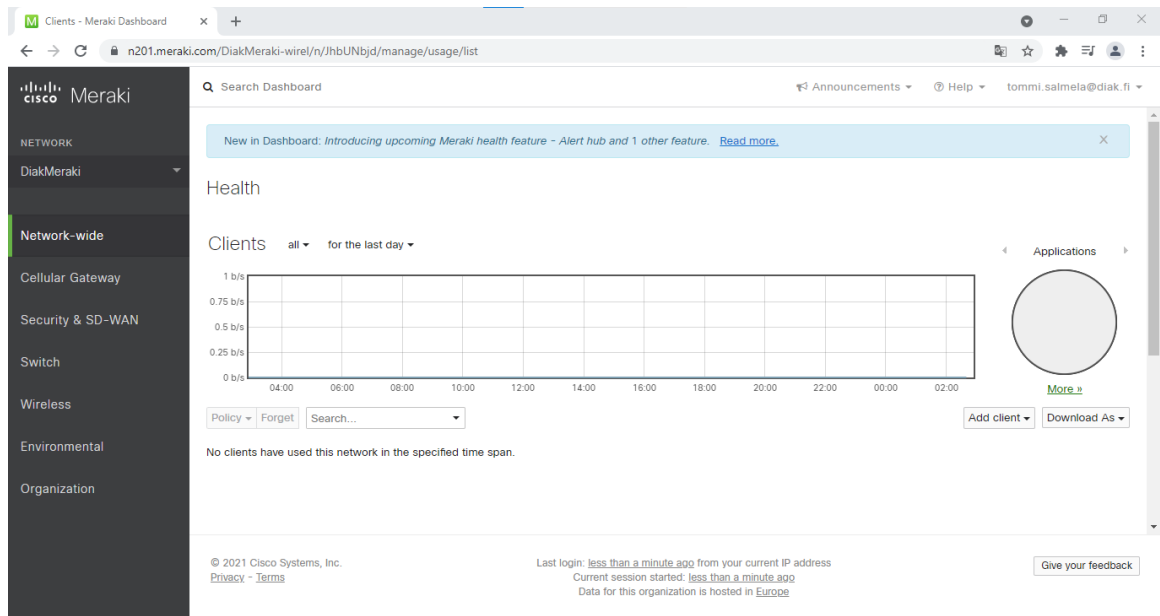 Clients - Meraki Dashboard
n201.meraki.com/DiakMeraki-wirel/n/JhbUNbjd/manage/usage/list
cisco Meraki
Search Dashboard
Announcements
Help
tommi.salmela@diak.fi
NETWORK
DiakMeraki
Network-wide
Cellular Gateway
Security & SD-WAN
Switch
Wireless
Environmental
Organization
New in Dashboard: Introducing upcoming Meraki health feature - Alert hub and 1 other feature. Read more.
Health
Clients all for the last day
Applications
1 b/s
0.75 b/s
0.5 b/s
0.25 b/s
0 b/s
04:00 06:00 08:00 10:00 12:00 14:00 16:00 18:00 20:00 22:00 00:00 02:00
More »
Policy Forget Search...
Add client Download As
No clients have used this network in the specified time span.
© 2021 Cisco Systems, Inc.
Privacy - Terms
Last login: less than a minute ago from your current IP address
Current session started: less than a minute ago
Data for this organization is hosted in Europe
Give your feedback